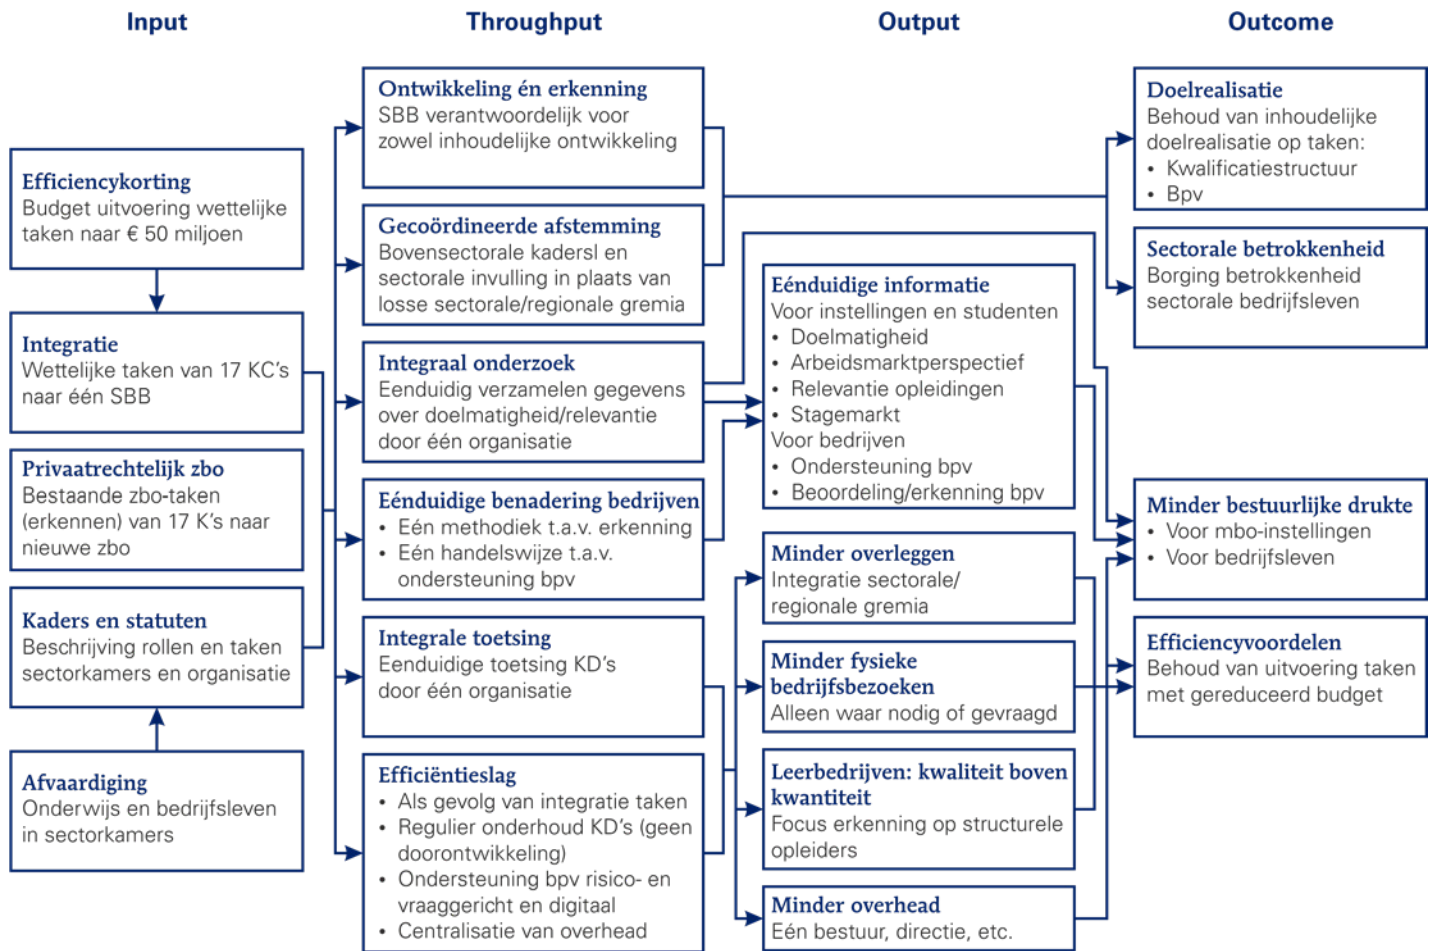 Input
Throughput
Output
Outcome
Efficiencykorting
Budget uitvoering wettelijke
taken naar € 50 miljoen
Integratie
Wettelijke taken van 17 KC's
naar één SBB
Privaatrechtelijk zbo
Bestaande zbo-taken
(erkennen) van 17 K's naar
nieuwe zbo
Kaders en statuten
Beschrijving rollen en taken
sectorkamers en organisatie
Afvaardiging
Onderwijs en bedrijfsleven
in sectorkamers
Ontwikkeling én erkenning
SBB verantwoordelijk voor
zowel inhoudelijke ontwikkeling
Gecoördineerde afstemming
Bovensectorale kadersl en
sectorale invulling in plaats van
losse sectorale/regionale gremia
Integraal onderzoek
Eenduidig verzamelen gegevens
over doelmatigheid/relevantie
door één organisatie
Eénduidige benadering bedrijven
• Eén methodiek t.a.v. erkenning
• Eén handelswijze t.a.v.
ondersteuning bpv
Integrale toetsing
Eenduidige toetsing KD's
door één organisatie
Efficiëntieslag
• Als gevolg van integratie taken
• Regulier onderhoud KD's (geen
doorontwikkeling)
• Ondersteuning bpv risico- en
vraaggericht en digitaal
• Centralisatie van overhead
Eénduidige informatie
Voor instellingen en studenten
• Doelmatigheid
• Arbeidsmarktperspectief
• Relevantie opleidingen
• Stagemarkt
Voor bedrijven
• Ondersteuning bpv
• Beoordeling/erkenning bpv
Minder overleggen
Integratie sectorale/
regionale gremia
Minder fysieke
bedrijfsbezoeken
Alleen waar nodig of gevraagd
Leerbedrijven: kwaliteit boven
kwantiteit
Focus erkenning op structurele
opleiders
Minder overhead
Eén bestuur, directie, etc.
Doelrealisatie
Behoud van inhoudelijke
doelrealisatie op taken:
• Kwalificatiestructuur
• Bpv
Sectorale betrokkenheid
Borging betrokkenheid
sectorale bedrijfsleven
Minder bestuurlijke drukte
• Voor mbo-instellingen
• Voor bedrijfsleven
Efficiencyvoordelen
Behoud van uitvoering taken
met gereduceerd budget